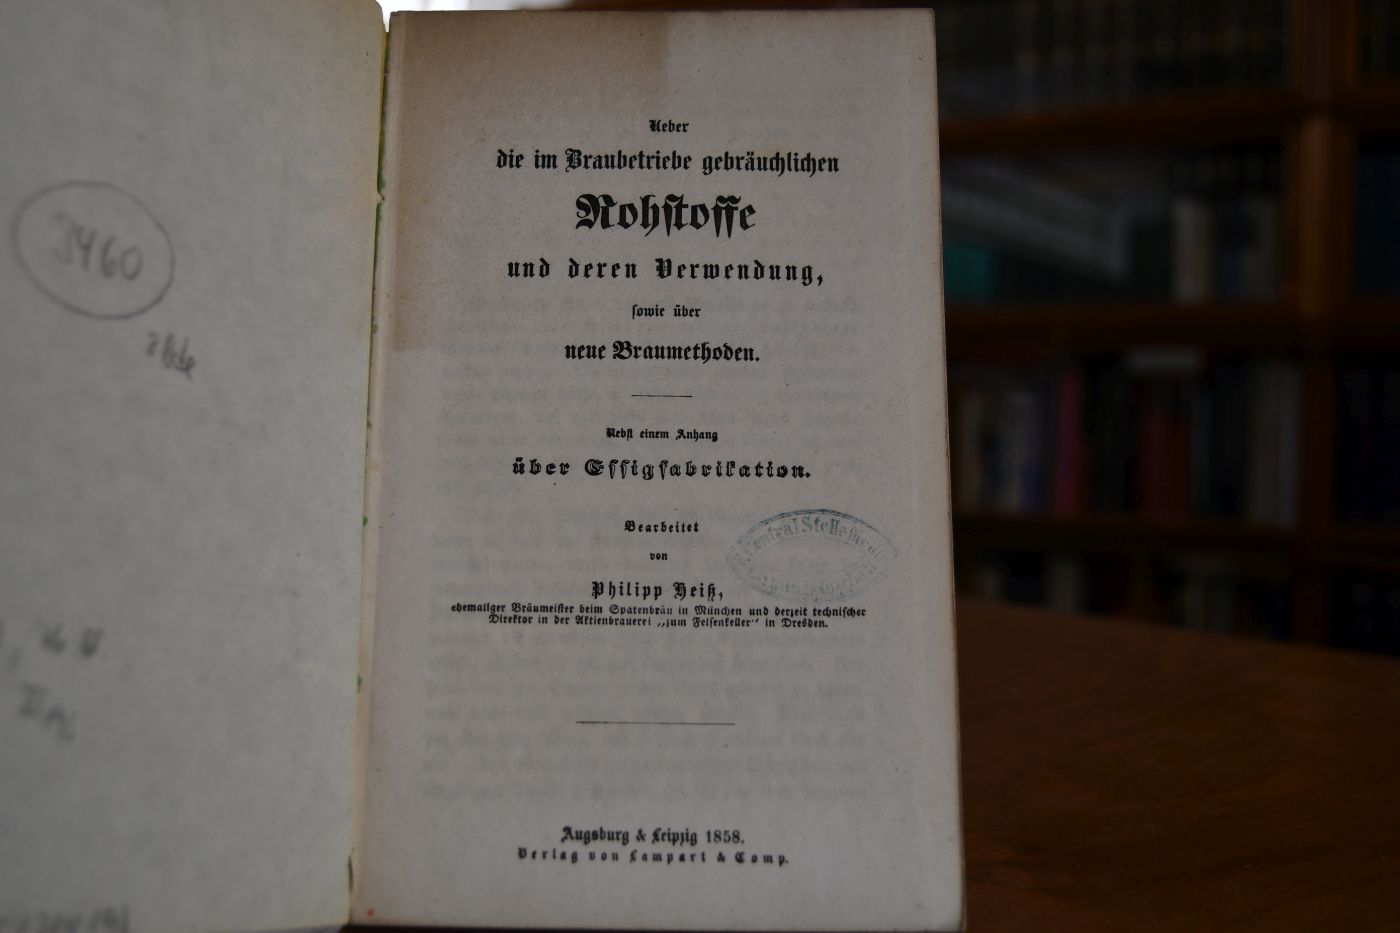 3460
Ueber
die im Braubetriebe gebräuchlichen
Rohstoffe
und deren Verwendung,
sowie über
neue Braumethoden.
Nebst einem Anhang
über Essigfabrikation.
Bearbeitet
von
Philipp Heiß,
ehemaliger Bräumeister beim Spatenbräu in München und derzeit technischer
Direktor in der Aktienbrauerei „zum Felsenkeller“ in Dresden.
Central Stelle
Augsburg & Leipzig 1858.
Verlag von Lampart & Comp.